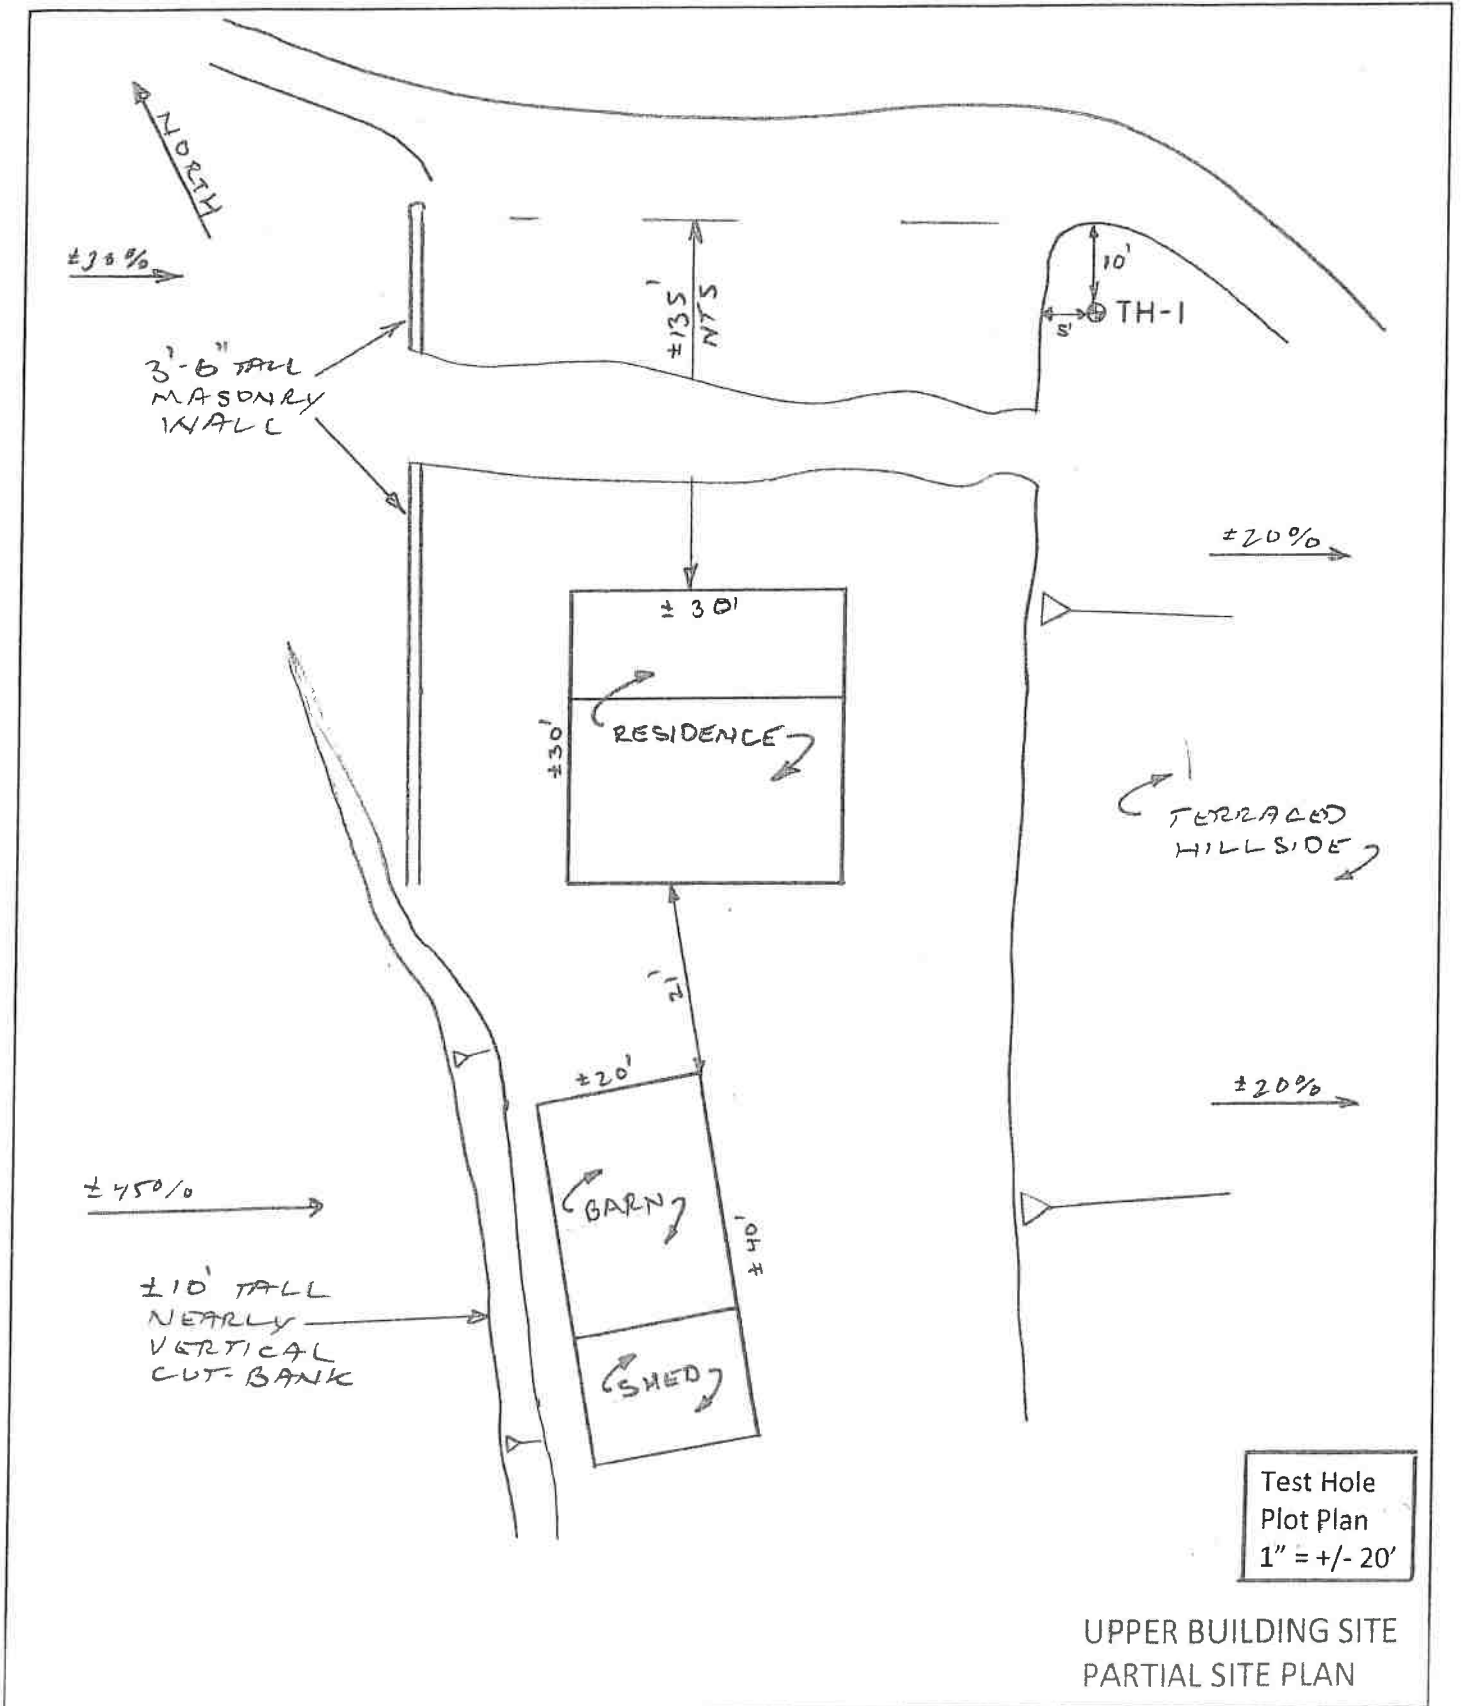 NORTH
±30%
±135'
NTS
10'
5'
TH-1
3'-6" TALL
MASONRY
WALL
±20%
± 30'
±30'
RESIDENCE
TERRACED
HILLSIDE
21'
±20'
±20%
±45%
BARN
±40'
±10' TALL
NEARLY
VERTICAL
CUT-BANK
SHED
Test Hole
Plot Plan
1" = +/- 20'
UPPER BUILDING SITE
PARTIAL SITE PLAN